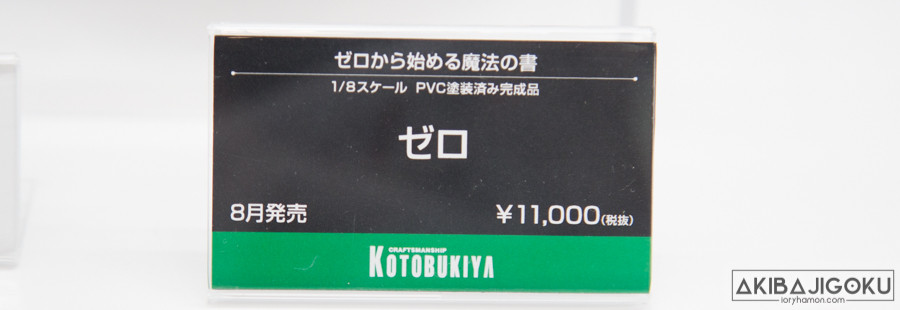 ゼロから始める魔法の書
1/8スケール PVC塗装済み完成品
ゼロ
8月発売 ¥11,000(税抜)
CRAFTSMANSHIP
KOTOBUKIYA
AKIBAJIGOKU
ioryhamon.com